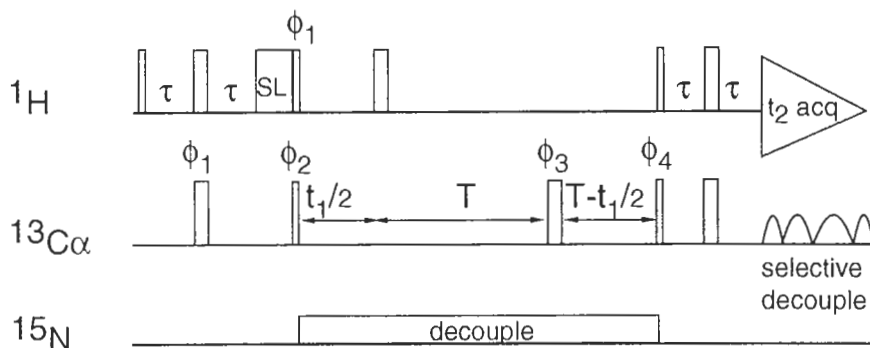 ϕ₁
¹H τ τ SL τ τ t₂ acq
ϕ₁ ϕ₂ ϕ₃ ϕ₄
t₁/2 T T-t₁/2
¹³Cα
selective
decouple
¹⁵N decouple